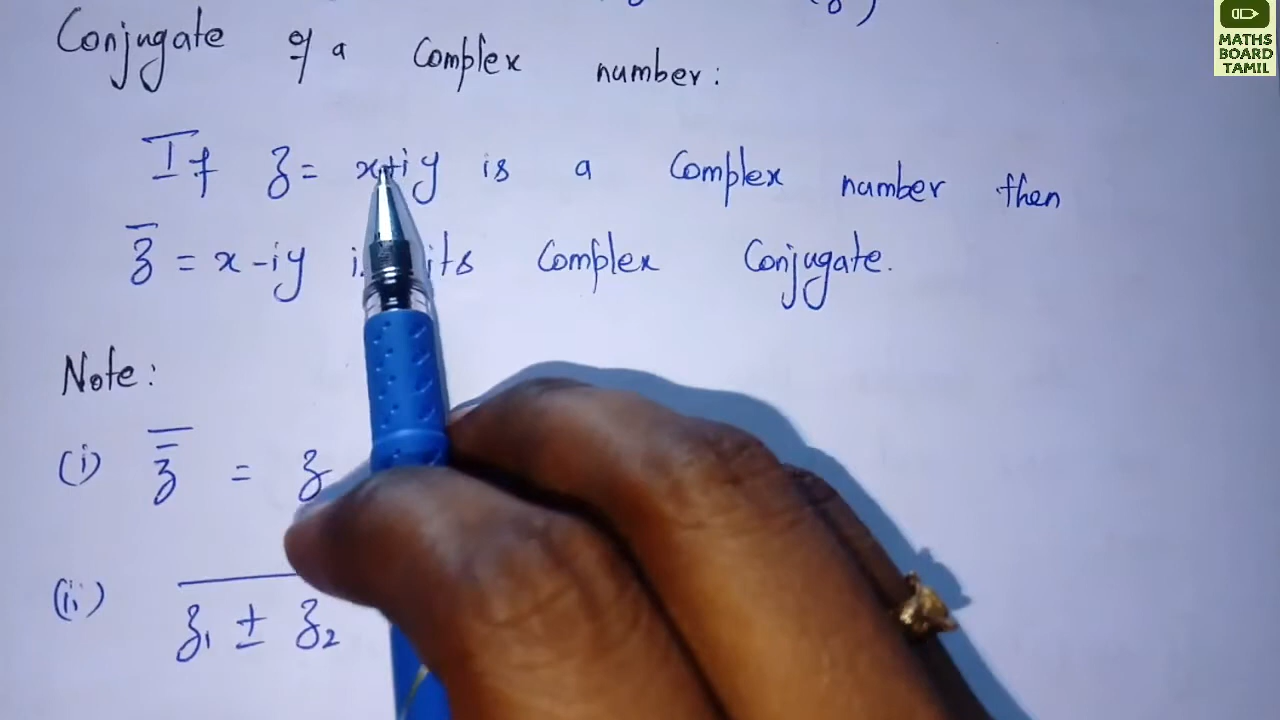 MATHS
BOARD
TAMIL
Conjugate of a Complex number:
If z = x+iy is a Complex number then
z̅ = x-iy its Complex Conjugate.
Note:
(i) z̿ = z
(ii) z₁ ± z₂